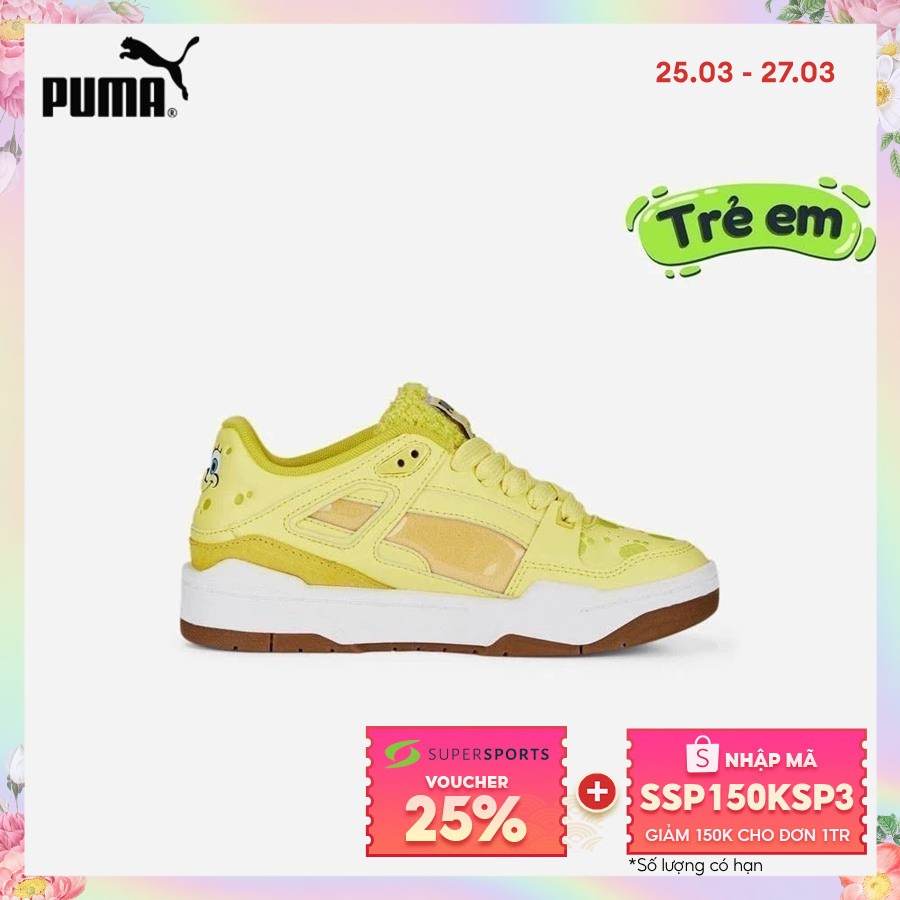 PUMA®
25.03 - 27.03
Trẻ em
SUPERSPORTS
VOUCHER
25%
+
NHẬP MÃ
SSP150KSP3
GIẢM 150K CHO ĐƠN 1TR
*Số lượng có hạn